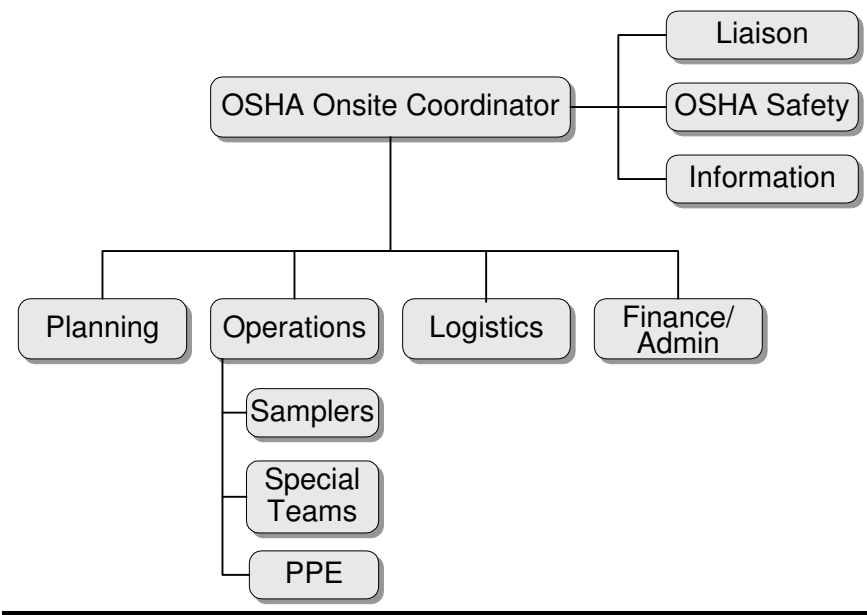 Liaison
OSHA Onsite Coordinator
OSHA Safety
Information
Planning
Operations
Logistics
Finance/
Admin
Samplers
Special
Teams
PPE